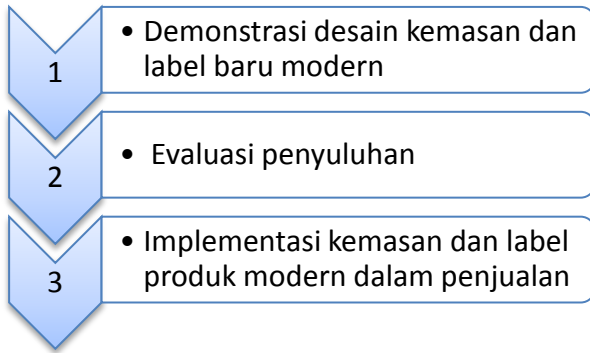 1
• Demonstrasi desain kemasan dan
label baru modern
2
• Evaluasi penyuluhan
3
• Implementasi kemasan dan label
produk modern dalam penjualan